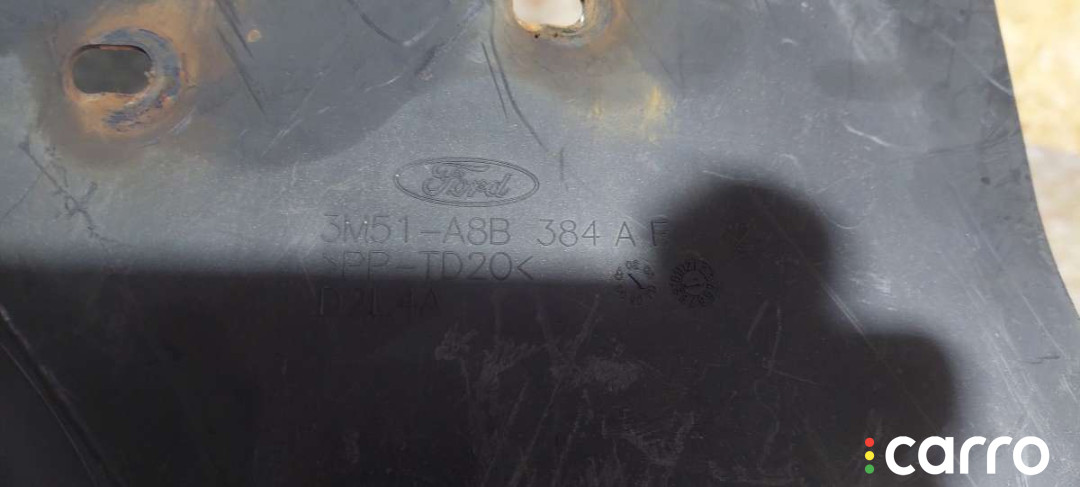 Ford
3M51-A8B 384 A
>PP-TD20<
carro